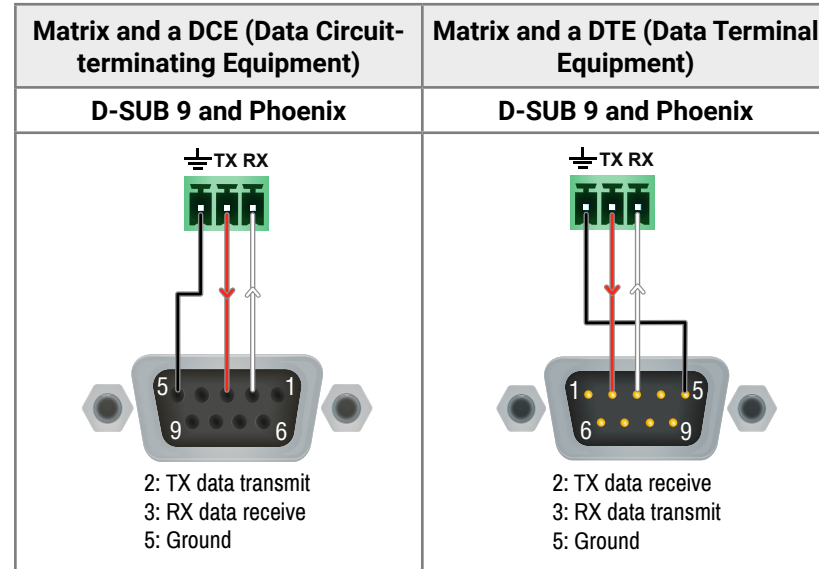 Matrix and a DCE (Data Circuit-
terminating Equipment)
D-SUB 9 and Phoenix
TX RX
5 1
9 6
2: TX data transmit
3: RX data receive
5: Ground
Matrix and a DTE (Data Terminal
Equipment)
D-SUB 9 and Phoenix
TX RX
1 5
6 9
2: TX data receive
3: RX data transmit
5: Ground